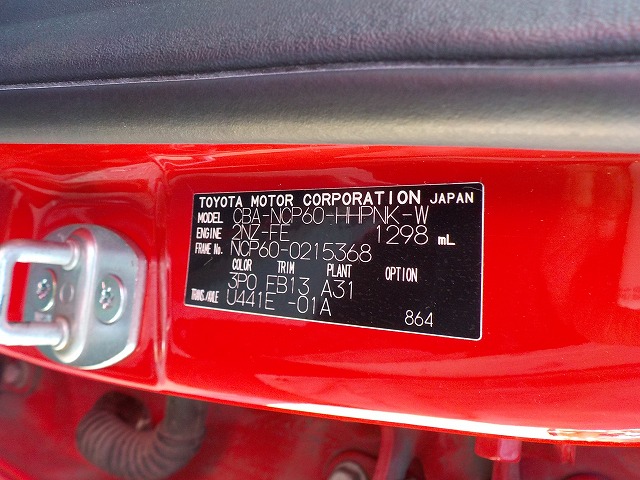 TOYOTA MOTOR CORPORATION JAPAN
MODEL CBA-NCP60-HHPNK-W
ENGINE 2NZ-FE 1298 mL
FRAME No. NCP60-0215368
COLOR TRIM PLANT OPTION
3P0 FB13 A31
TRANS./AXLE U441E -01A
864